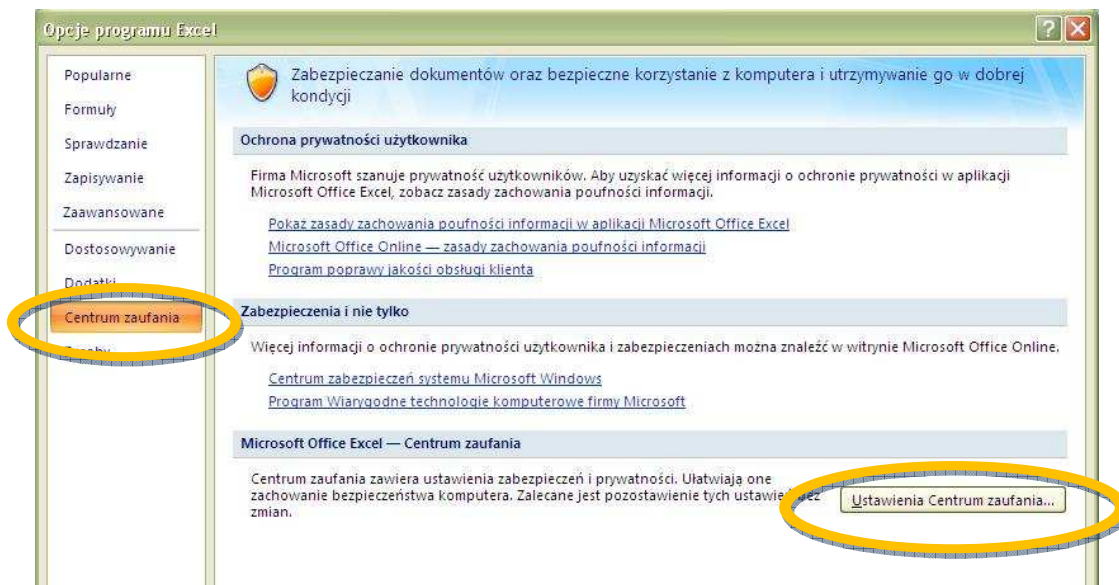 Opcje programu Excel
Popularne
Formuły
Sprawdzanie
Zapisywanie
Zaawansowane
Dostosowywanie
Dodatki
Centrum zaufania
Zasoby
Zabezpieczanie dokumentów oraz bezpieczne korzystanie z komputera i utrzymywanie go w dobrej
kondycji
Ochrona prywatności użytkownika
Firma Microsoft szanuje prywatność użytkowników. Aby uzyskać więcej informacji o ochronie prywatności w aplikacji
Microsoft Office Excel, zobacz zasady zachowania poufności informacji.
Pokaż zasady zachowania poufności informacji w aplikacji Microsoft Office Excel
Microsoft Office Online — zasady zachowania poufności informacji
Program poprawy jakości obsługi klienta
Zabezpieczenia i nie tylko
Więcej informacji o ochronie prywatności użytkownika i zabezpieczeniach można znaleźć w witrynie Microsoft Office Online.
Centrum zabezpieczeń systemu Microsoft Windows
Program Wiarygodne technologie komputerowe firmy Microsoft
Microsoft Office Excel — Centrum zaufania
Centrum zaufania zawiera ustawienia zabezpieczeń i prywatności. Ułatwiają one
zachowanie bezpieczeństwa komputera. Zalecane jest pozostawienie tych ustawień bez
zmian.
Ustawienia Centrum zaufania...